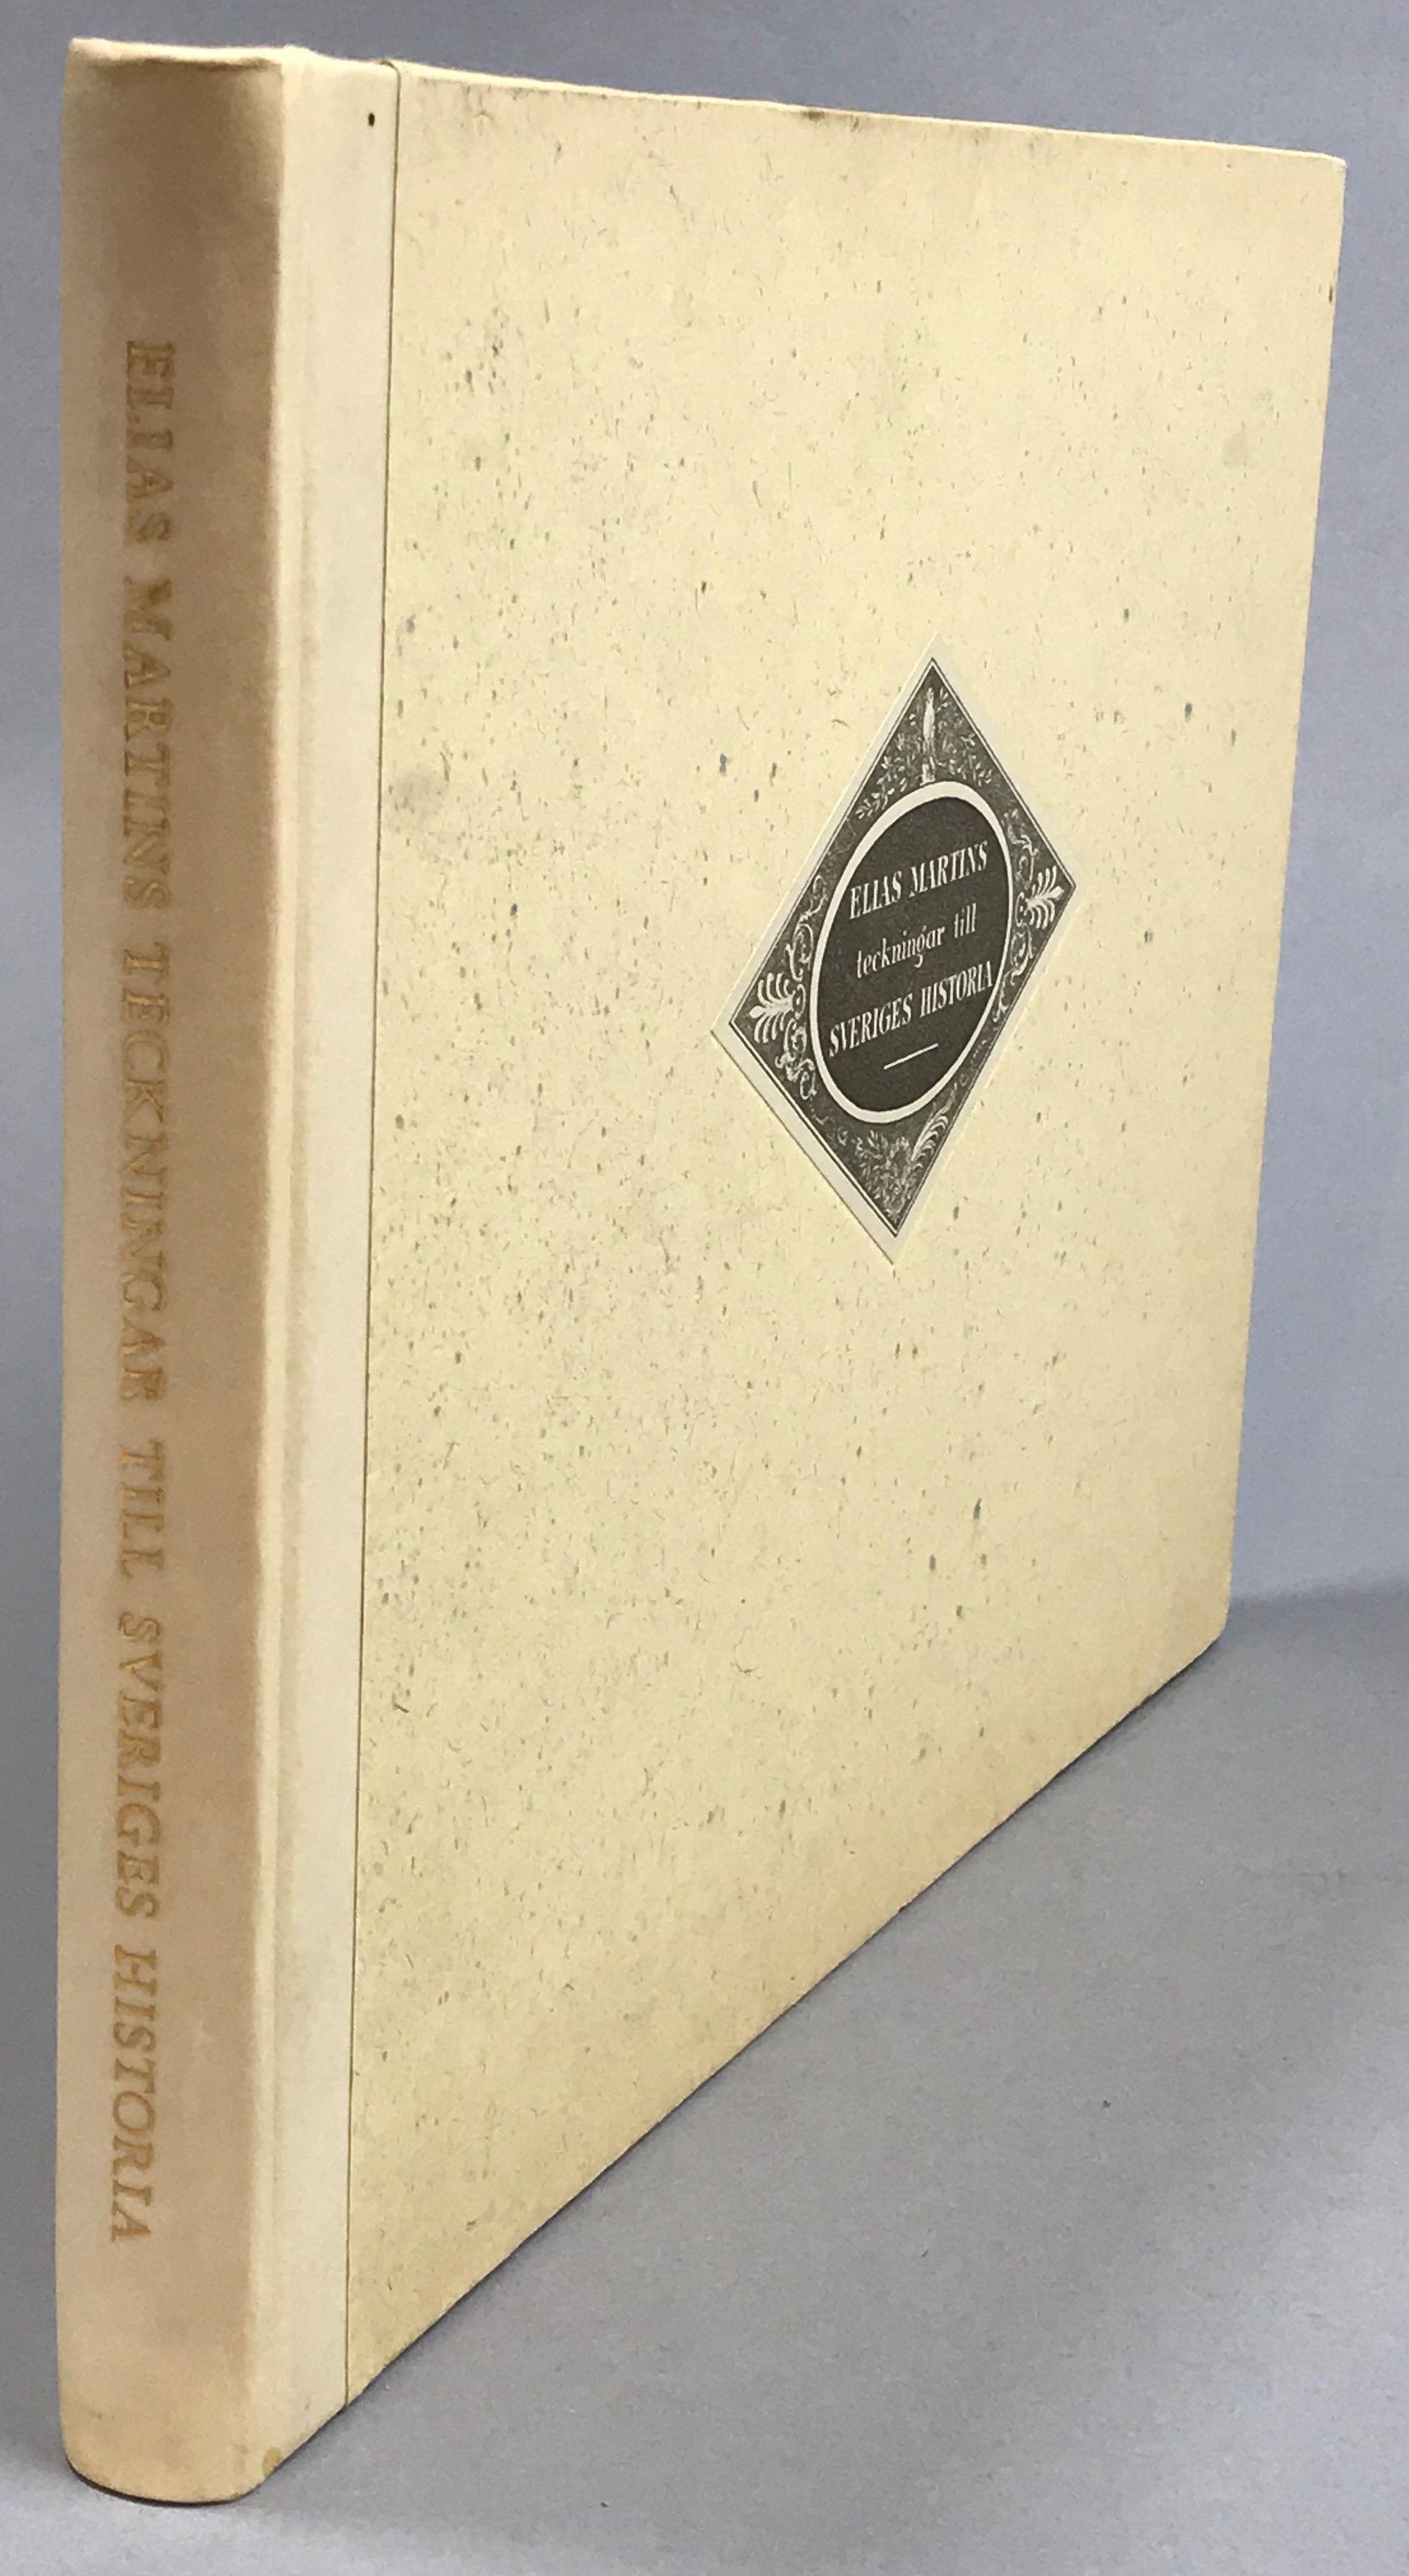 ELIAS MARTINS TECKNINGAR TILL SVERIGES HISTORIA
ELIAS MARTINS
teckningar till
SVERIGES HISTORIA